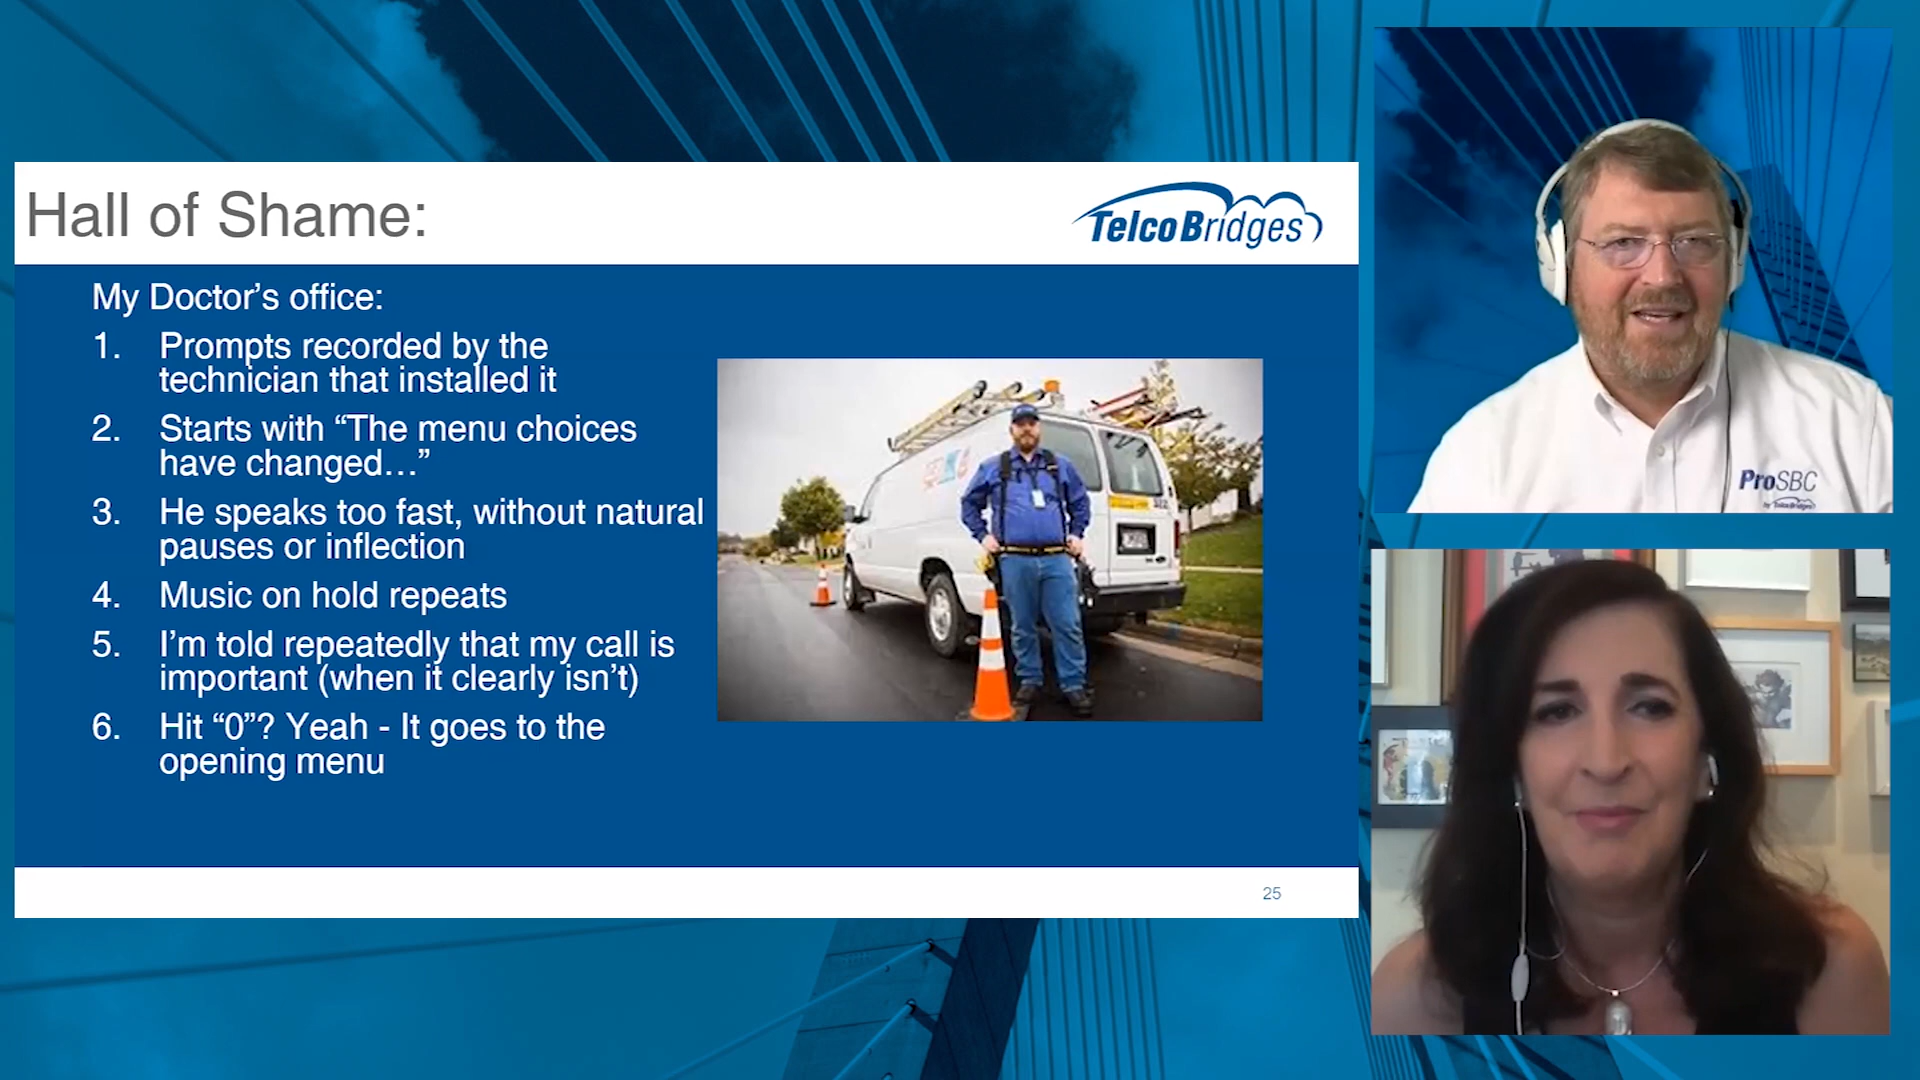 Hall of Shame:
TelcoBridges
My Doctor’s office:
1. Prompts recorded by the
technician that installed it
2. Starts with “The menu choices
have changed…”
3. He speaks too fast, without natural
pauses or inflection
4. Music on hold repeats
5. I’m told repeatedly that my call is
important (when it clearly isn’t)
6. Hit “0”? Yeah - It goes to the
opening menu
25
ProSBC
by TelcoBridges